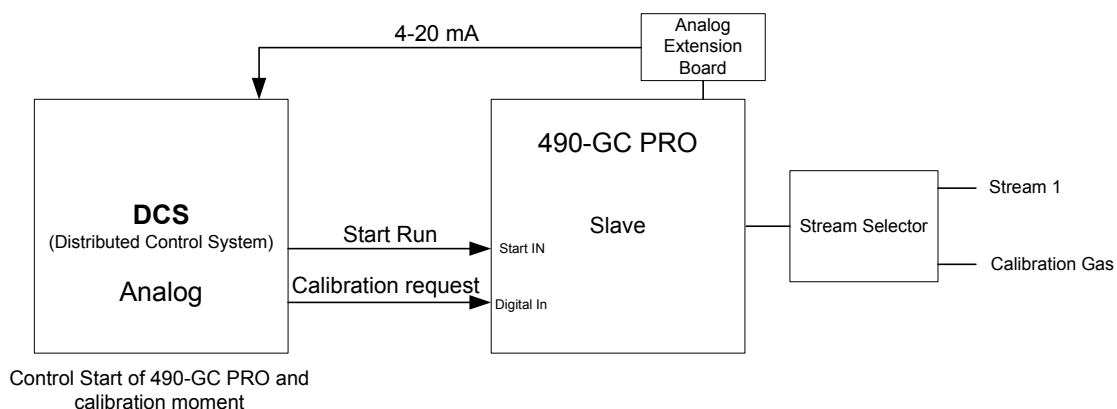 4-20 mA
Analog
Extension
Board
DCS
(Distributed Control System)
Analog
Start Run
Calibration request
490-GC PRO
Slave
Start IN
Digital In
Stream Selector
Stream 1
Calibration Gas
Control Start of 490-GC PRO and
calibration moment